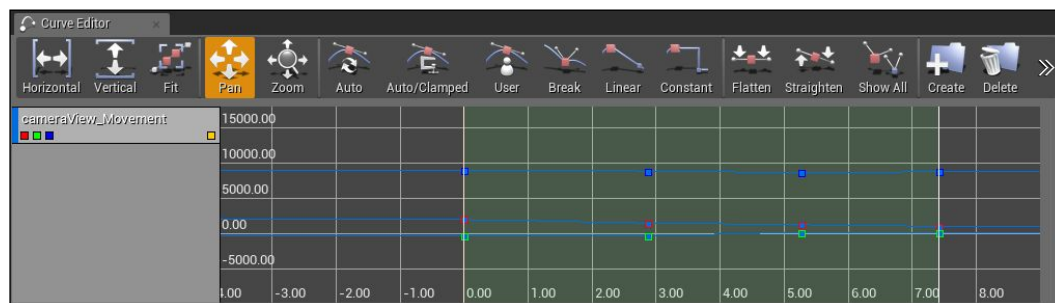 Curve Editor
Horizontal Vertical Fit Pan Zoom Auto Auto/Clamped User Break Linear Constant Flatten Straighten Show All Create Delete
cameraView_Movement
15000.00
10000.00
5000.00
0.00
-5000.00
-3.00 -2.00 -1.00 0.00 1.00 2.00 3.00 4.00 5.00 6.00 7.00 8.00